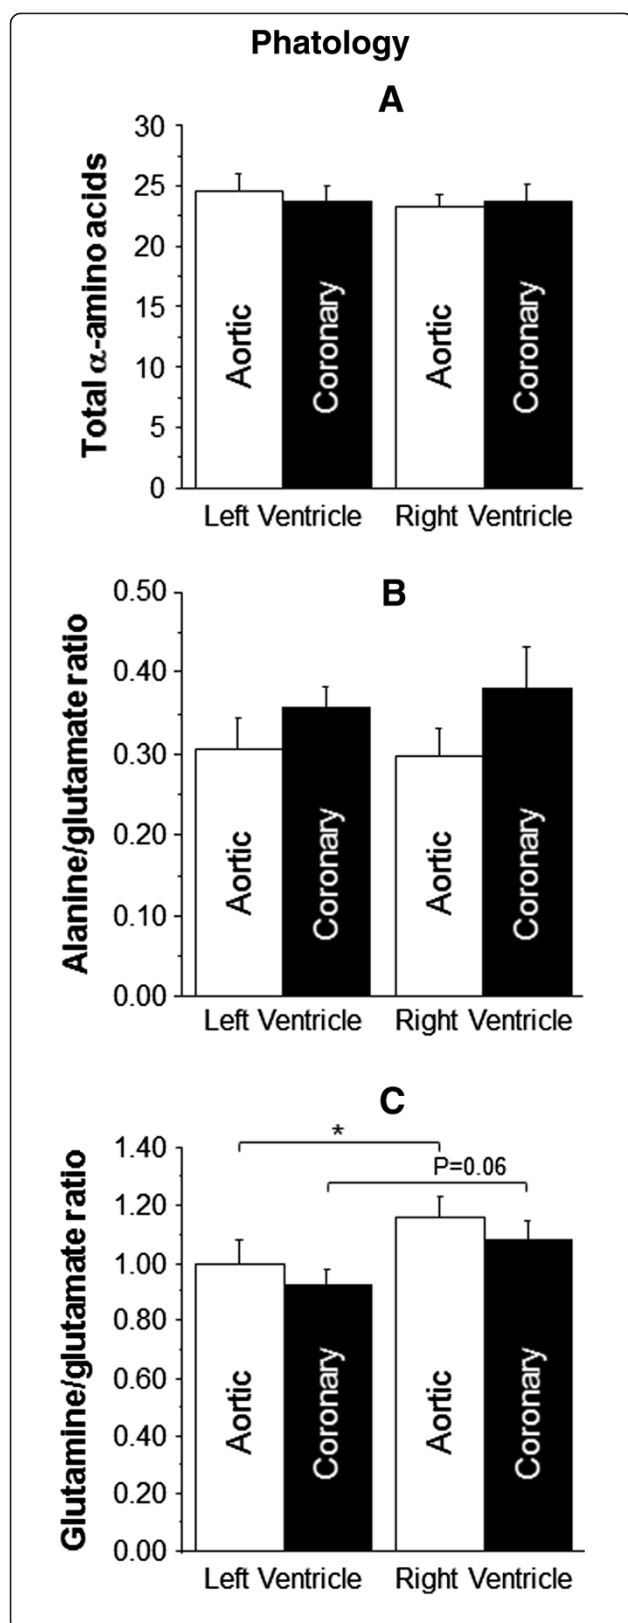 Phatology
A
Total α-amino acids
30
25
20
15
10
5
0
Aortic
Coronary
Aortic
Coronary
Left Ventricle
Right Ventricle
B
Alanine/glutamate ratio
0.50
0.40
0.30
0.20
0.10
0.00
Aortic
Coronary
Aortic
Coronary
Left Ventricle
Right Ventricle
C
Glutamine/glutamate ratio
1.40
1.20
1.00
0.80
0.60
0.40
0.20
0.00
*
P=0.06
Aortic
Coronary
Aortic
Coronary
Left Ventricle
Right Ventricle